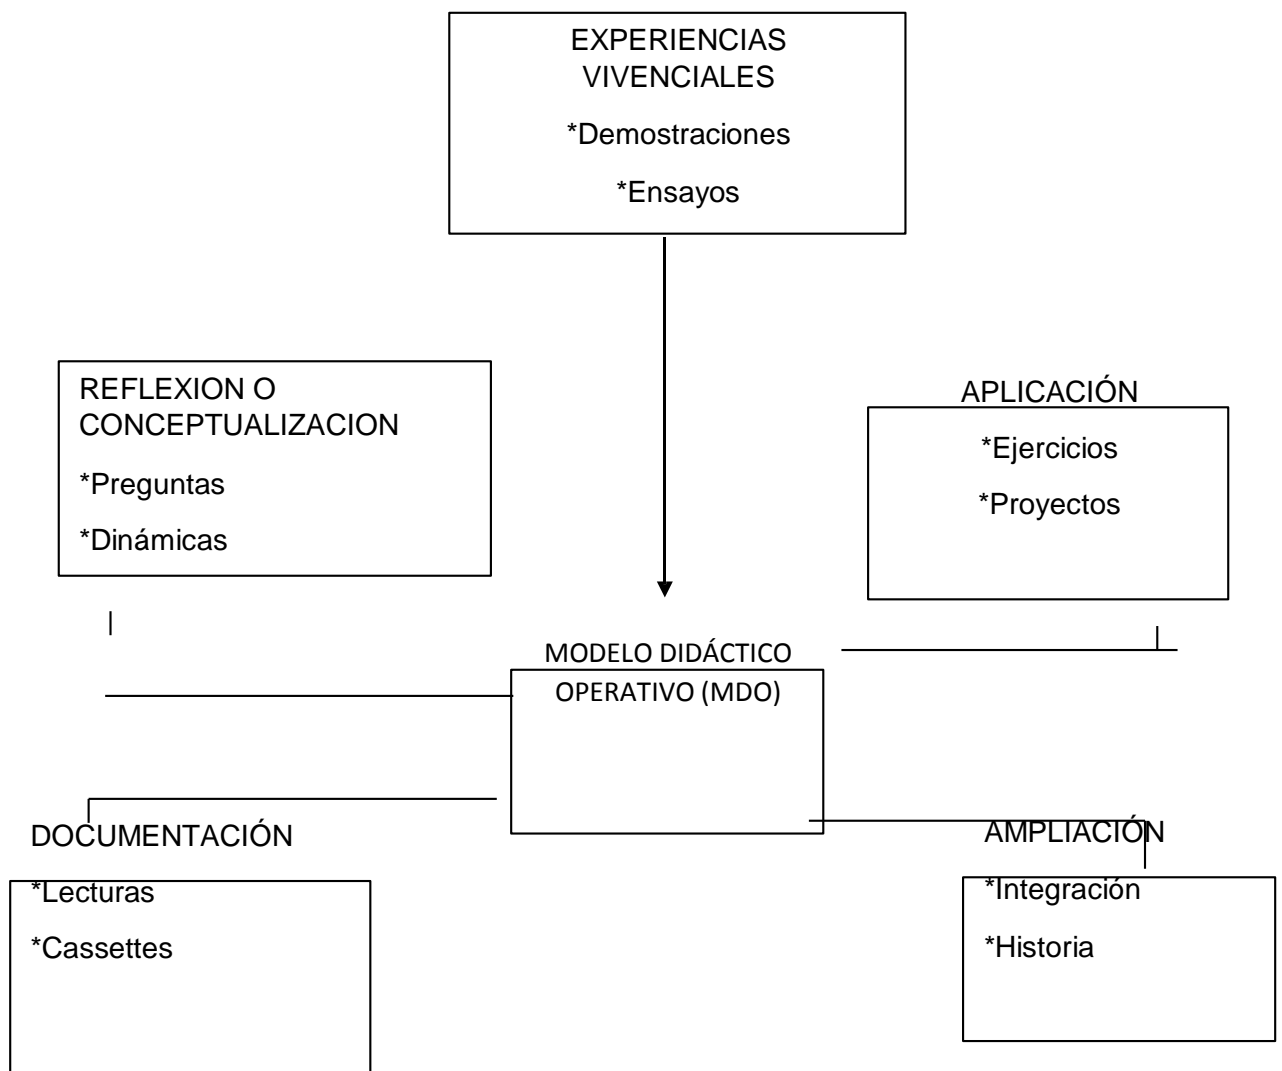 EXPERIENCIAS
VIVENCIALES
*Demostraciones
*Ensayos
REFLEXION O
CONCEPTUALIZACION
*Preguntas
*Dinámicas
APLICACIÓN
*Ejercicios
*Proyectos
MODELO DIDÁCTICO
OPERATIVO (MDO)
DOCUMENTACIÓN
*Lecturas
*Cassettes
AMPLIACIÓN
*Integración
*Historia